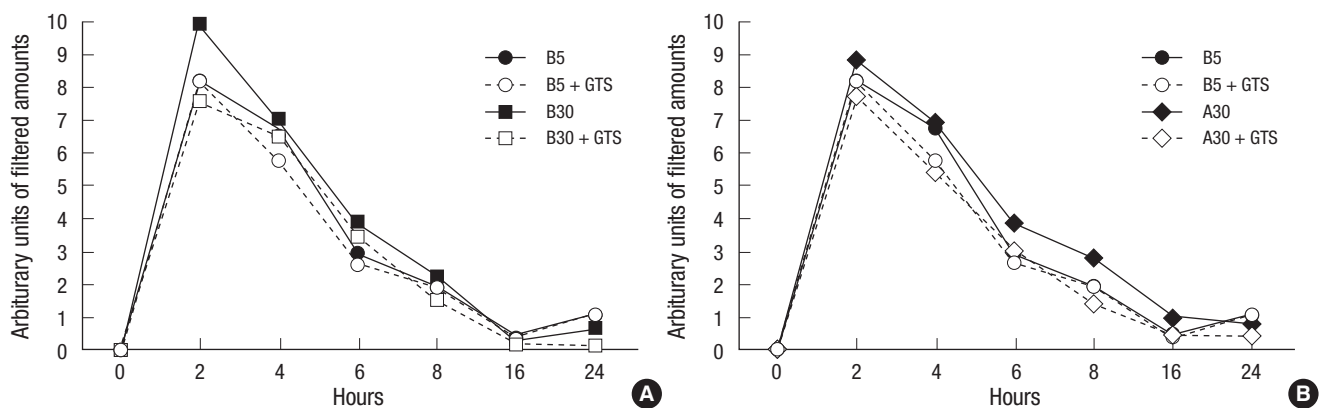 Arbiturary units of filtered amounts
10
9
8
7
6
5
4
3
2
1
0
0 2 4 6 8 16 24
Hours
B5
B5 + GTS
B30
B30 + GTS
A
Arbiturary units of filtered amounts
10
9
8
7
6
5
4
3
2
1
0
0 2 4 6 8 16 24
Hours
B5
B5 + GTS
A30
A30 + GTS
B